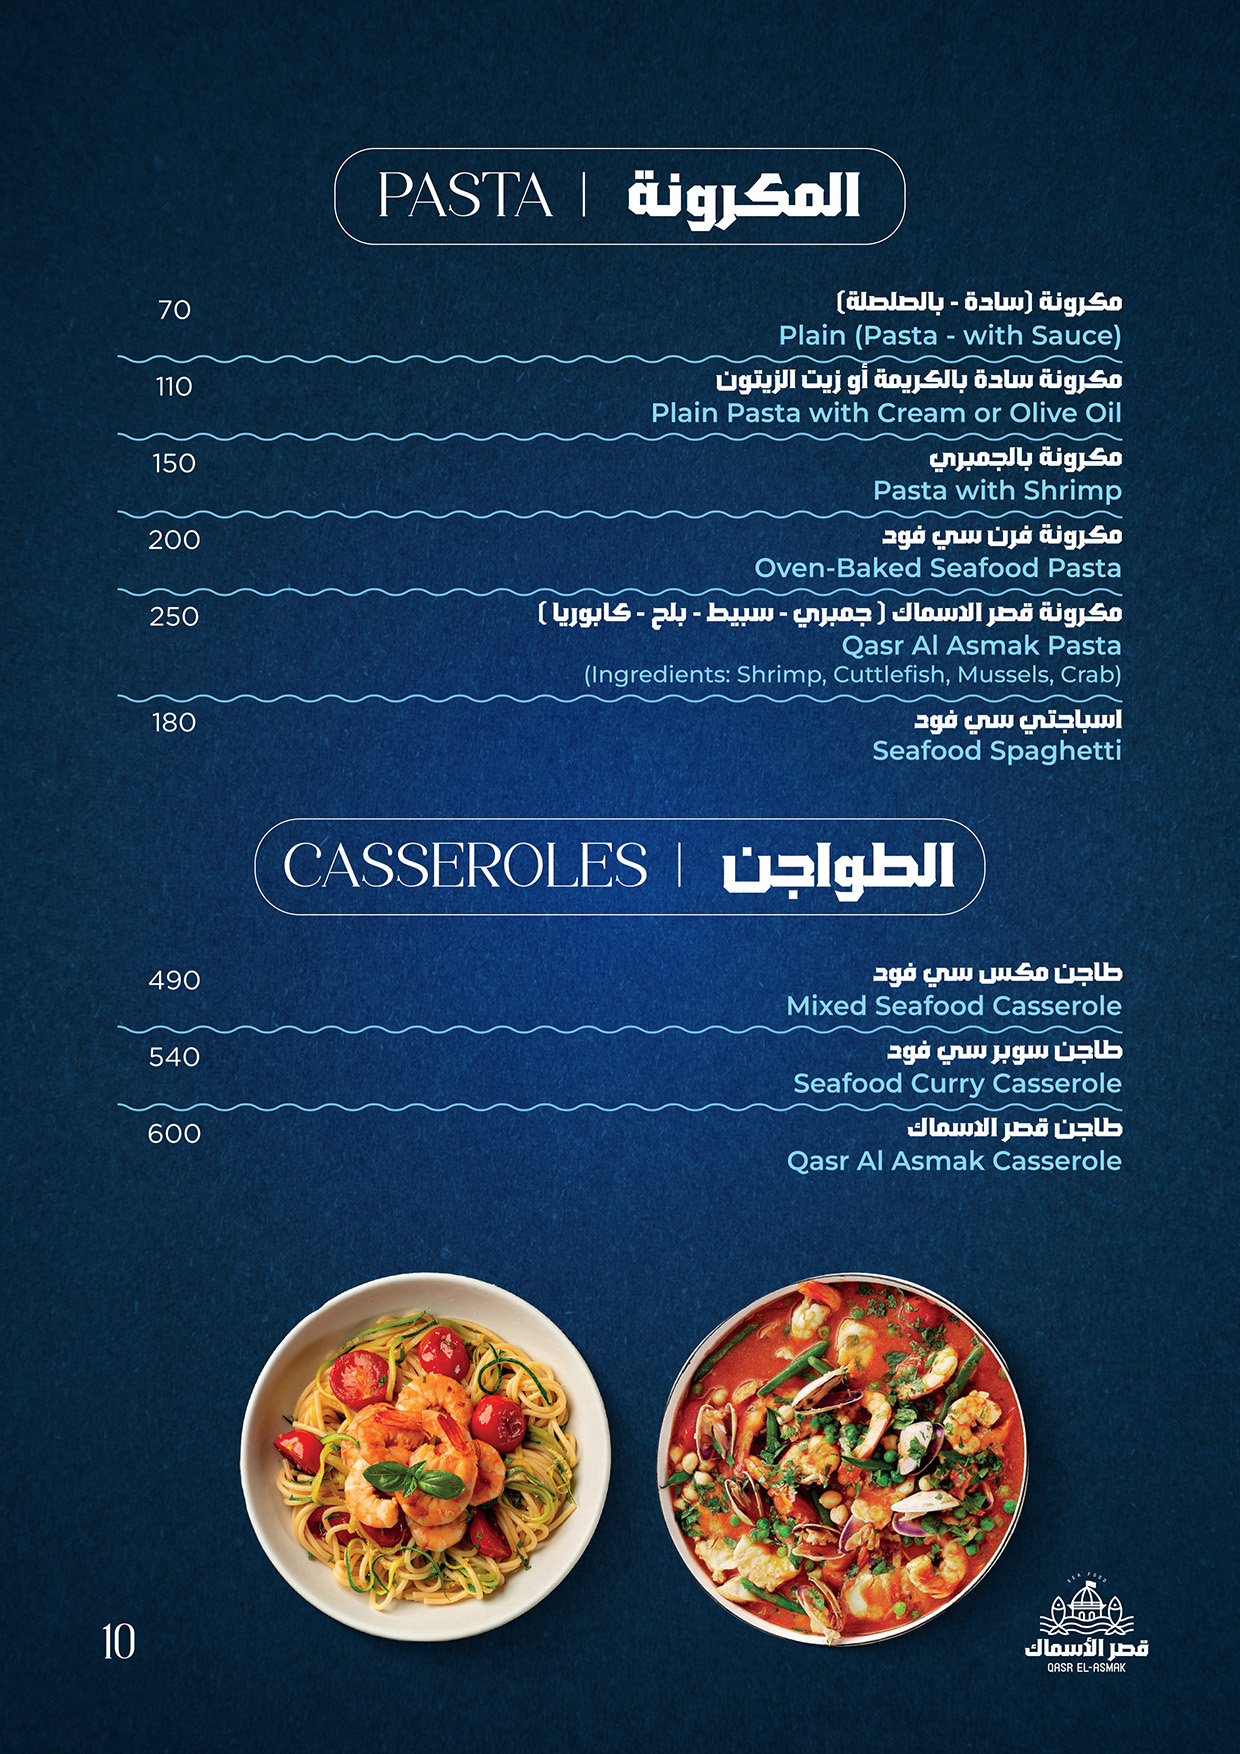 PASTA | المكرونة
70 مكرونة (سادة - بالصلصلة)
Plain (Pasta - with Sauce)
110 مكرونة سادة بالكريمة أو زيت الزيتون
Plain Pasta with Cream or Olive Oil
150 مكرونة بالجمبري
Pasta with Shrimp
200 مكرونة فرن سي فود
Oven-Baked Seafood Pasta
250 مكرونة قصر الاسماك ( جمبري - سبيط - بلح - كابوريا )
Qasr Al Asmak Pasta
(Ingredients: Shrimp, Cuttlefish, Mussels, Crab)
180 اسباجتي سي فود
Seafood Spaghetti
CASSEROLES | الطواجن
490 طاجن مكس سي فود
Mixed Seafood Casserole
540 طاجن سوبر سي فود
Seafood Curry Casserole
600 طاجن قصر الاسماك
Qasr Al Asmak Casserole
SEA FOOD
قصر الأسماك
QASR EL-ASMAK
10